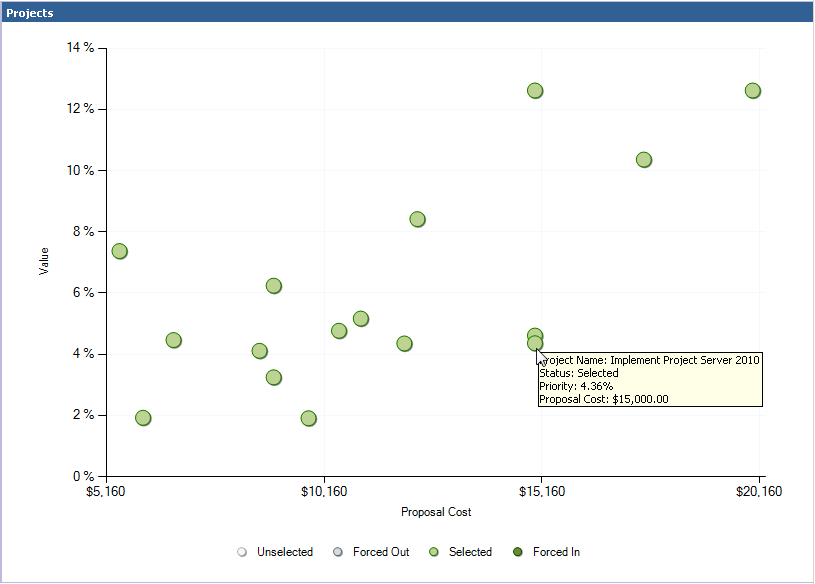 Projects
14 %
12 %
10 %
8 %
6 %
4 %
2 %
0 %
Value
Project Name: Implement Project Server 2010
Status: Selected
Priority: 4.36%
Proposal Cost: $15,000.00
$5,160 $10,160 $15,160 $20,160
Proposal Cost
Unselected Forced Out Selected Forced In